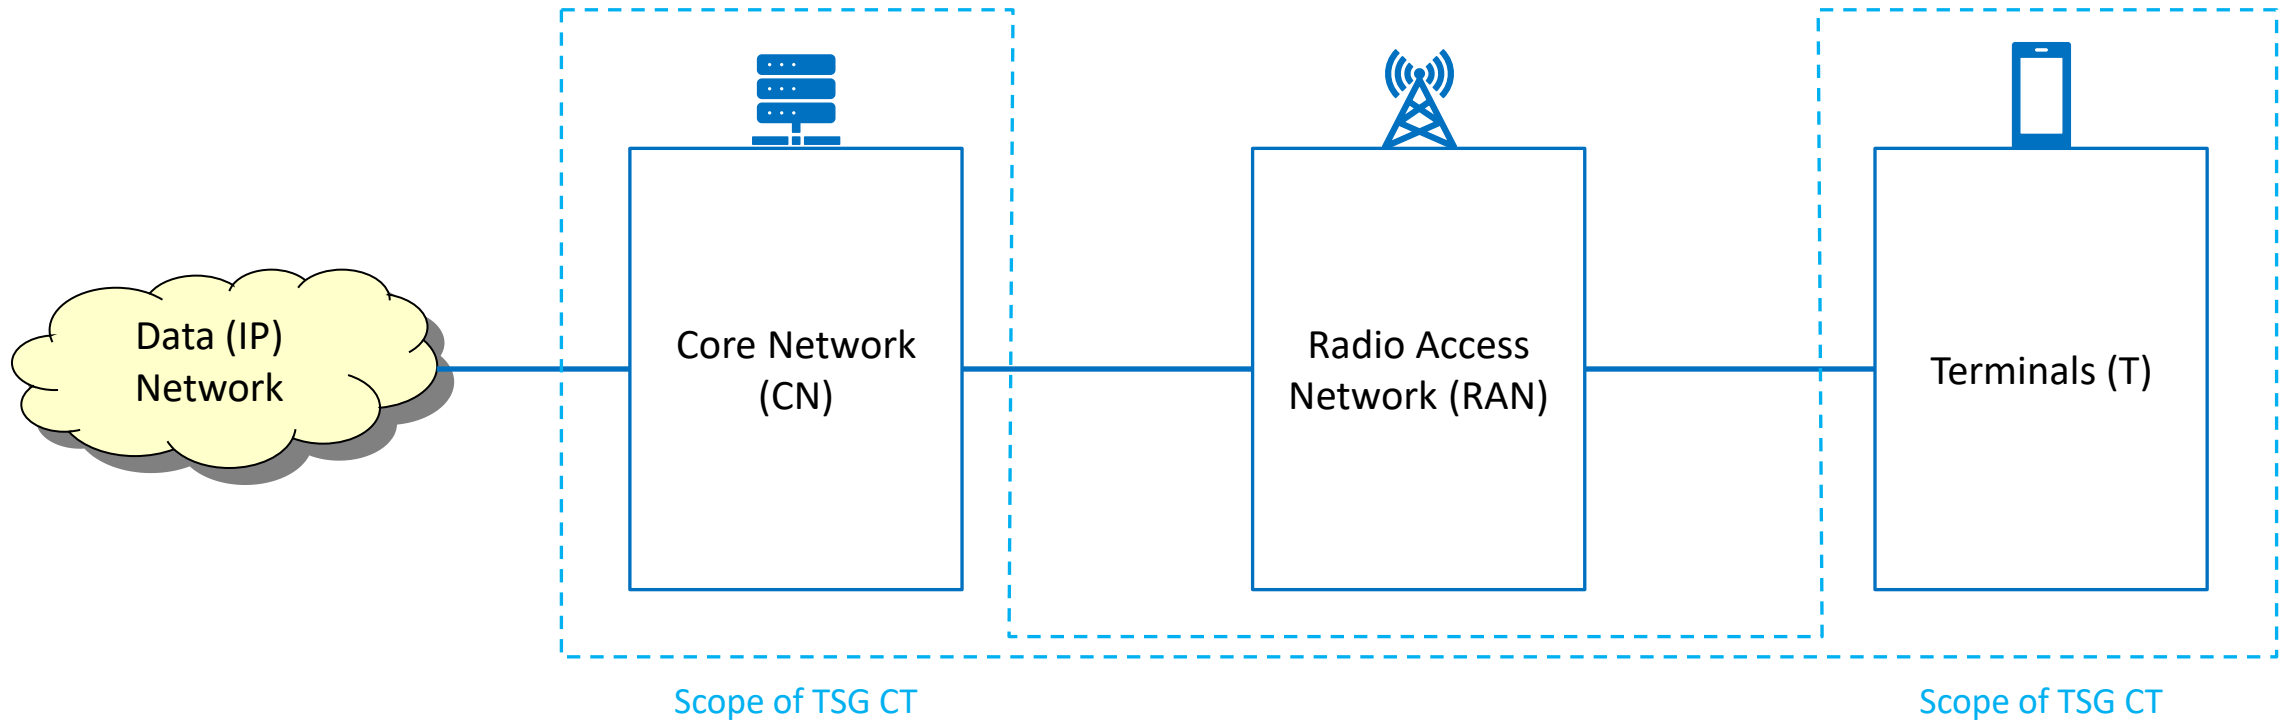 Data (IP)
Network
Core Network
(CN)
Radio Access
Network (RAN)
Terminals (T)
Scope of TSG CT
Scope of TSG CT